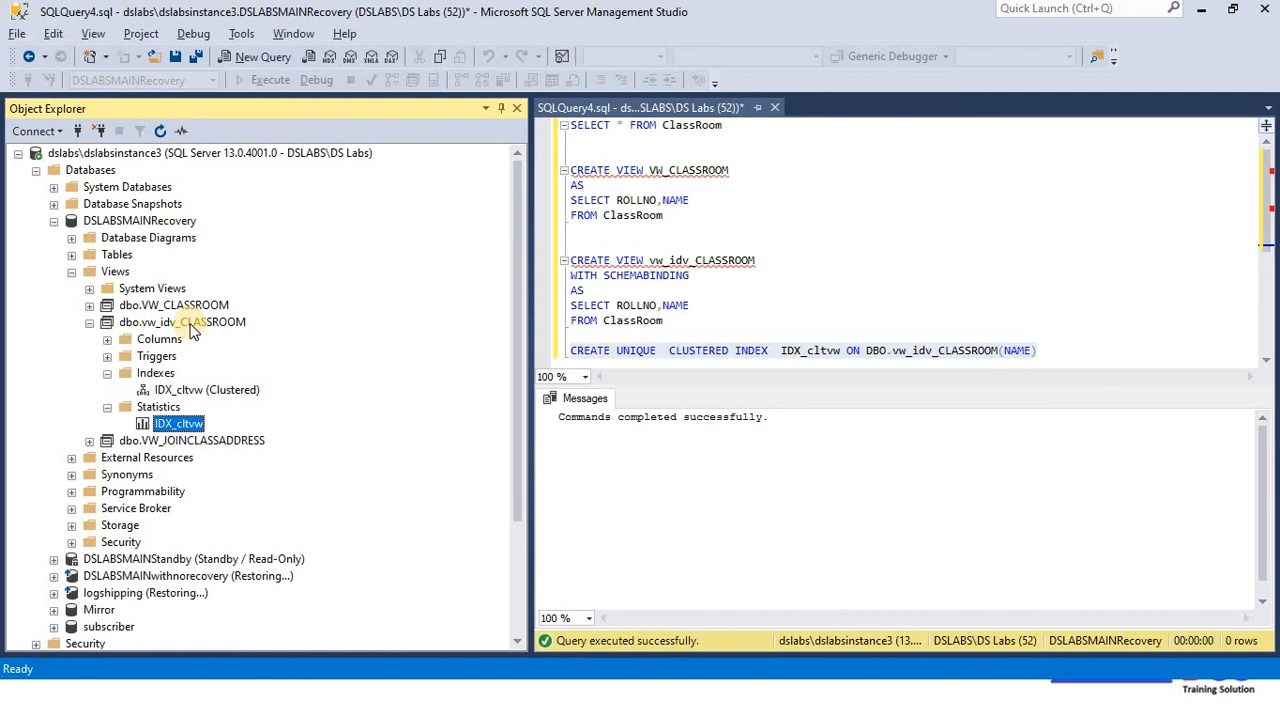 SQLQuery4.sql - dslabs\dslabsinstance3.DSLABSMAINRecovery (DSLABS\DS Labs (52))* - Microsoft SQL Server Management Studio
Quick Launch (Ctrl+Q)
File Edit View Project Debug Tools Window Help
New Query
MDX DMX XMLA DAX
Generic Debugger
DSLABSMAINRecovery
Execute Debug
Object Explorer
Connect
dslabs\dslabsinstance3 (SQL Server 13.0.4001.0 - DSLABS\DS Labs)
Databases
System Databases
Database Snapshots
DSLABSMAINRecovery
Database Diagrams
Tables
Views
System Views
dbo.VW_CLASSROOM
dbo.vw_idv_CLASSROOM
Columns
Triggers
Indexes
IDX_cltvw (Clustered)
Statistics
IDX_cltvw
dbo.VW_JOINCLASSADDRESS
External Resources
Synonyms
Programmability
Service Broker
Storage
Security
DSLABSMAINStandby (Standby / Read-Only)
DSLABSMAINwithnorecovery (Restoring...)
logshipping (Restoring...)
Mirror
subscriber
Security
SQLQuery4.sql - ds...SLABS\DS Labs (52))*
SELECT * FROM ClassRoom
CREATE VIEW VW_CLASSROOM
AS
SELECT ROLLNO,NAME
FROM ClassRoom
CREATE VIEW vw_idv_CLASSROOM
WITH SCHEMABINDING
AS
SELECT ROLLNO,NAME
FROM ClassRoom
CREATE UNIQUE CLUSTERED INDEX IDX_cltvw ON DBO.vw_idv_CLASSROOM(NAME)
100 %
Messages
Commands completed successfully.
100 %
Query executed successfully.
dslabs\dslabsinstance3 (13.... DSLABS\DS Labs (52) DSLABSMAINRecovery 00:00:00 0 rows
Ready
Training Solution